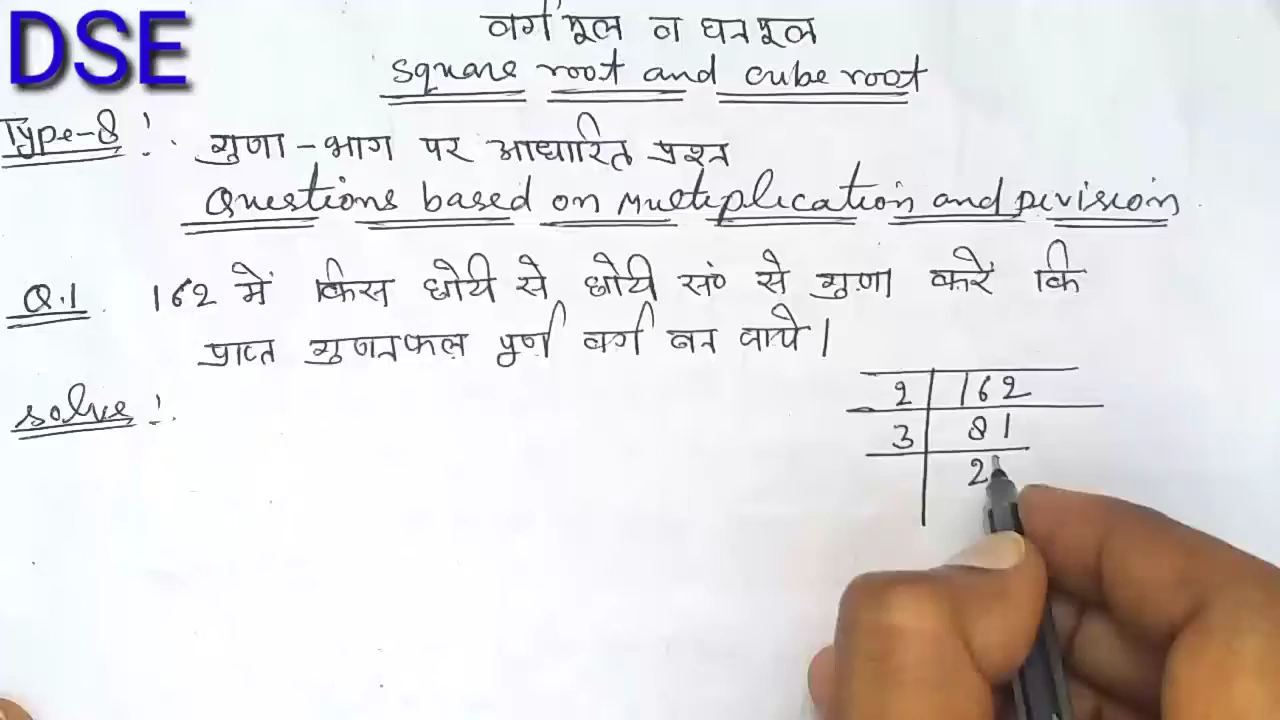 DSE
वर्ग मूल व घनमूल
Square root and cube root
Type-8 :
गुणा - भाग पर आधारित प्रश्न
Questions based on Multiplication and Division
Q.1 162 में किस छोटी से छोटी सं० से गुणा करें कि
प्राप्त गुणनफल पूर्ण वर्ग बन जाये।
Solve :
2 | 162
3 | 81
2